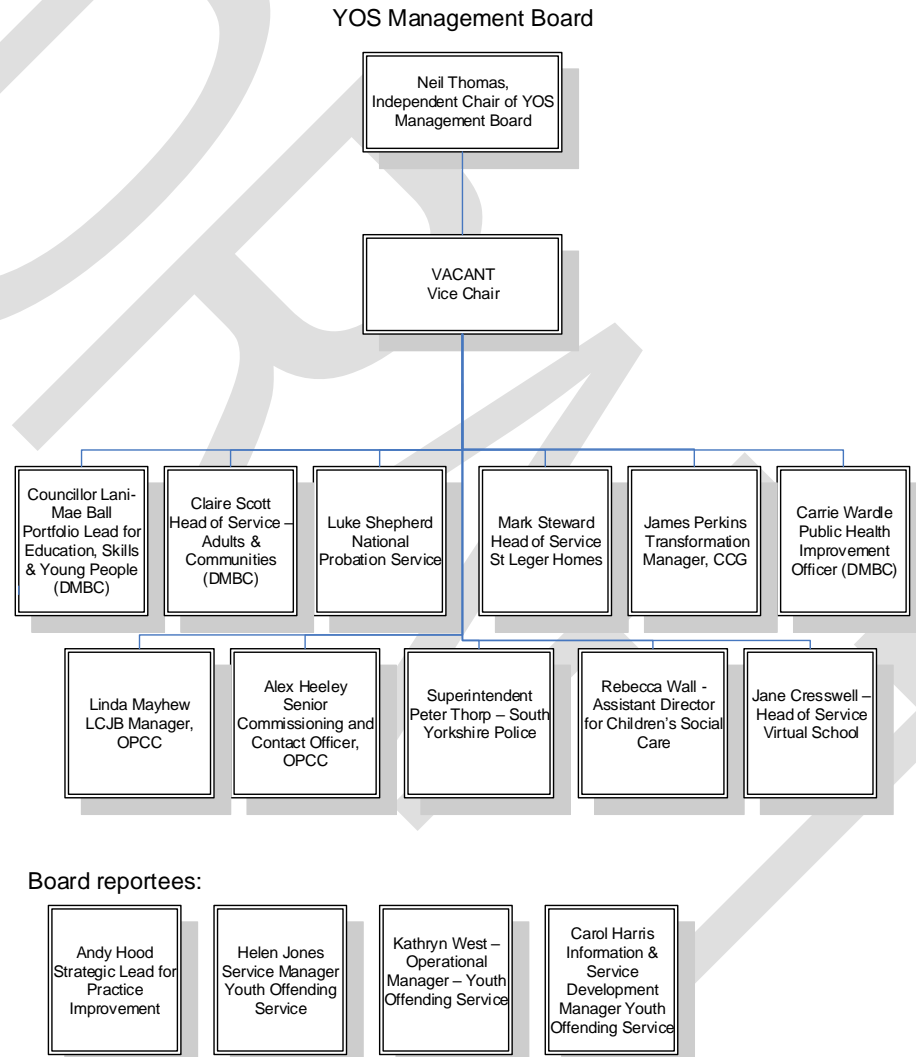 YOS Management Board
Neil Thomas,
Independent Chair of YOS
Management Board
VACANT
Vice Chair
Councillor Lani-
Mae Ball
Portfolio Lead for
Education, Skills
& Young People
(DMBC)
Claire Scott
Head of Service –
Adults &
Communities
(DMBC)
Luke Shepherd
National
Probation Service
Mark Steward
Head of Service
St Leger Homes
James Perkins
Transformation
Manager, CCG
Carrie Wardle
Public Health
Improvement
Officer (DMBC)
Linda Mayhew
LCJB Manager,
OPCC
Alex Heeley
Senior
Commissioning and
Contact Officer,
OPCC
Superintendent
Peter Thorp – South
Yorkshire Police
Rebecca Wall -
Assistant Director
for Children’s Social
Care
Jane Cresswell –
Head of Service
Virtual School
Board reportees:
Andy Hood
Strategic Lead for
Practice
Improvement
Helen Jones
Service Manager
Youth Offending
Service
Kathryn West –
Operational
Manager – Youth
Offending Service
Carol Harris
Information &
Service
Development
Manager Youth
Offending Service